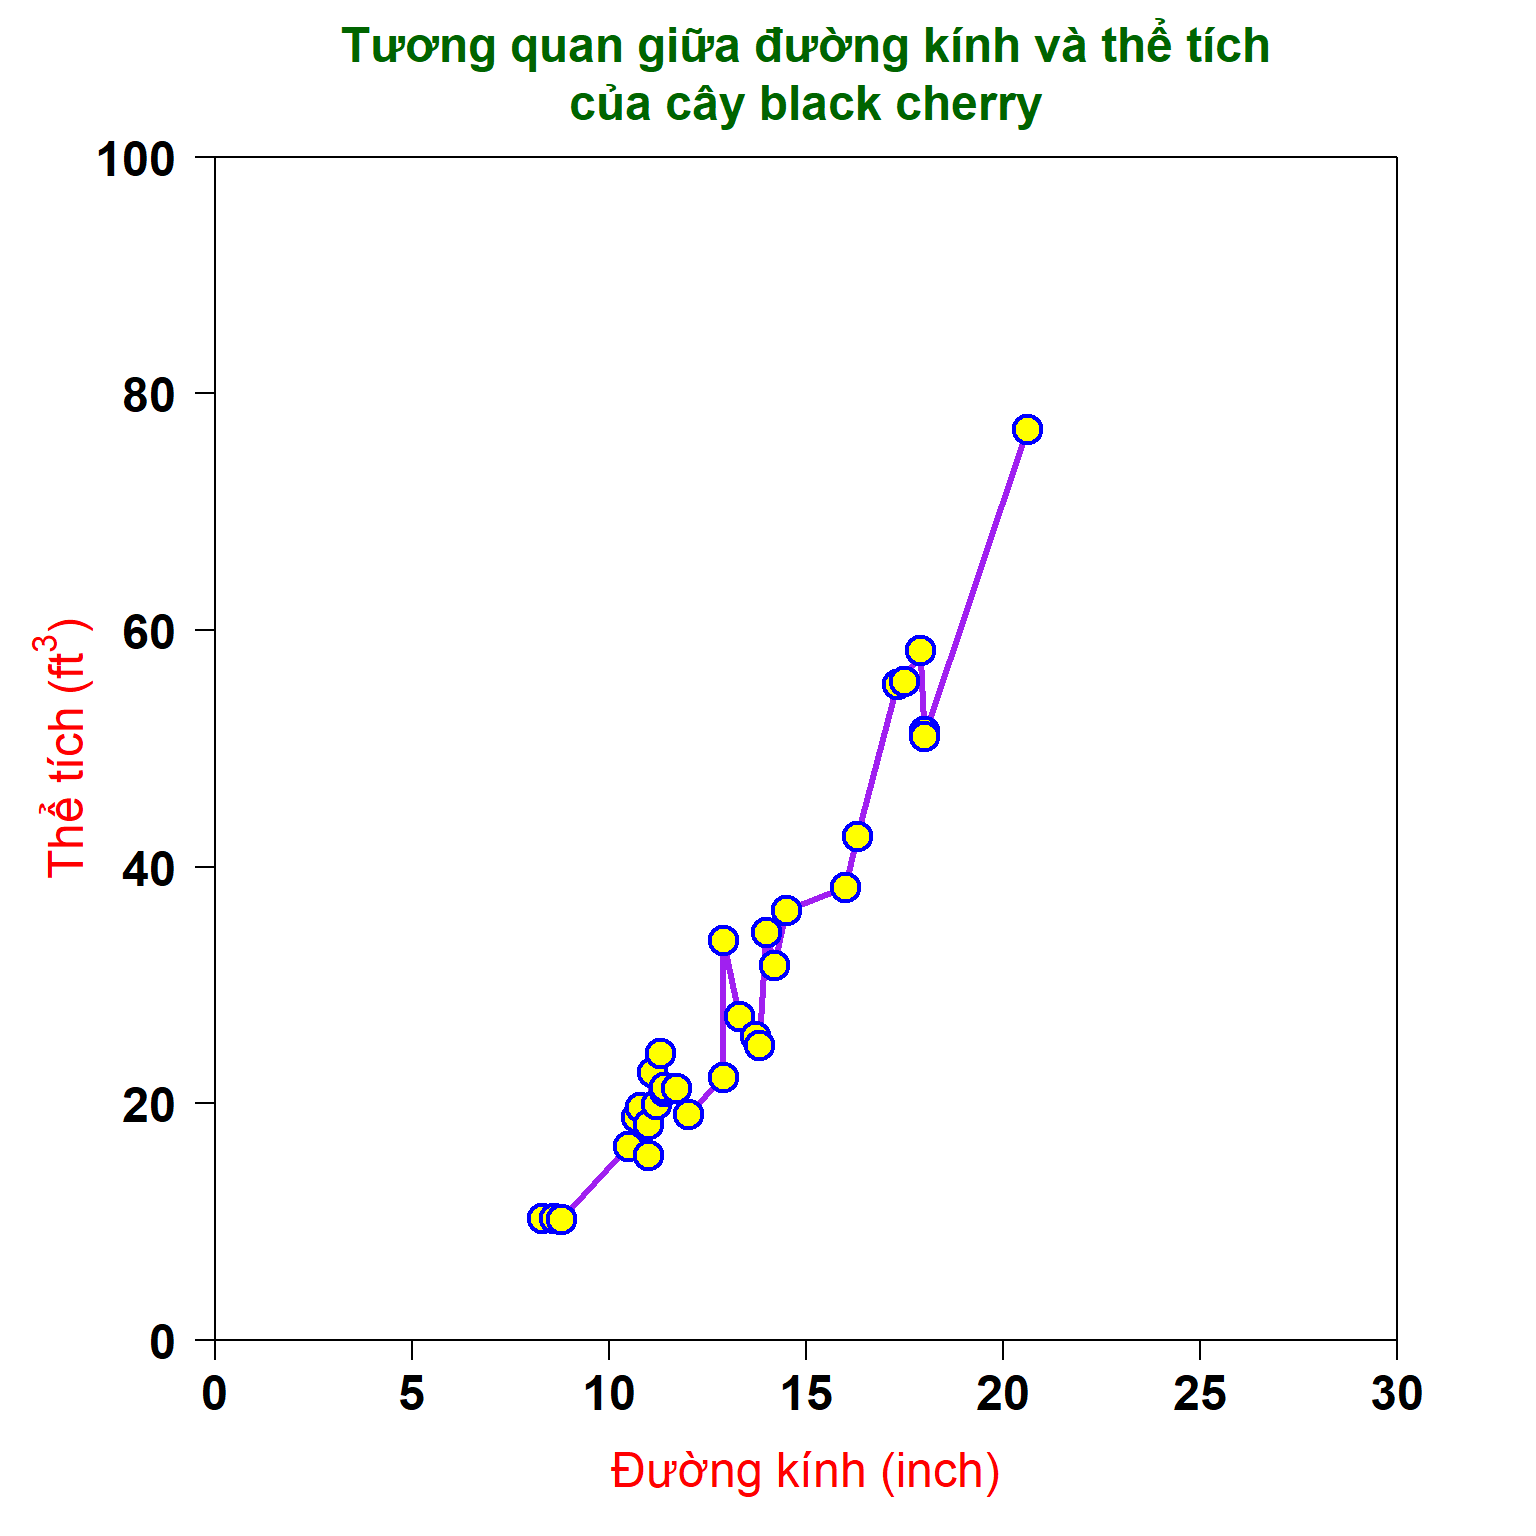 Tương quan giữa đường kính và thể tích
của cây black cherry
100
80
60
40
20
0
Thể tích (ft³)
0 5 10 15 20 25 30
Đường kính (inch)